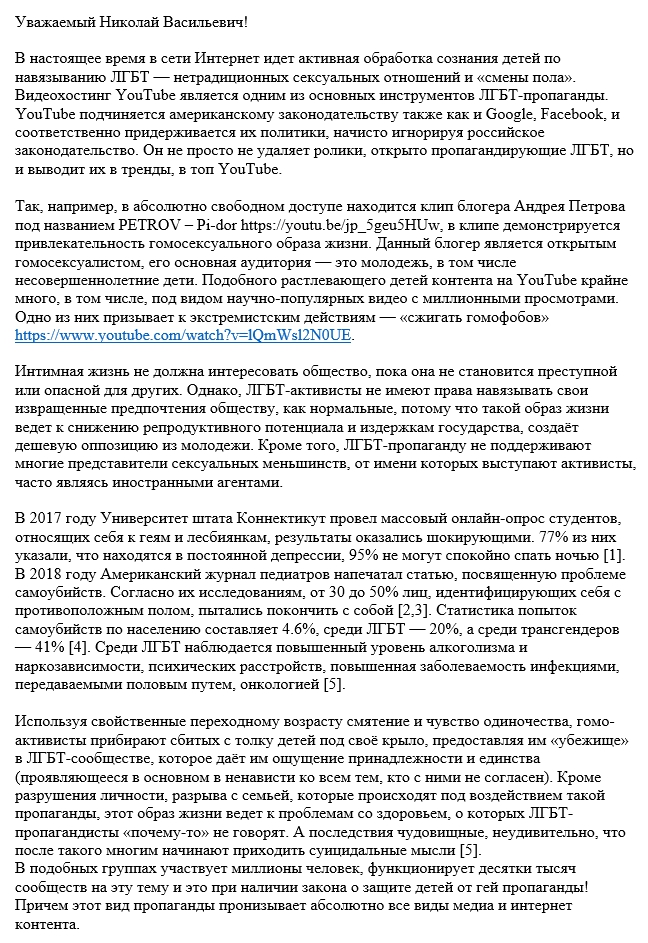 Уважаемый Николай Васильевич!
В настоящее время в сети Интернет идет активная обработка сознания детей по
навязыванию ЛГБТ — нетрадиционных сексуальных отношений и «смены пола».
Видеохостинг YouTube является одним из основных инструментов ЛГБТ-пропаганды.
YouTube подчиняется американскому законодательству также как и Google, Facebook, и
соответственно придерживается их политики, начисто игнорируя российское
законодательство. Он не просто не удаляет ролики, открыто пропагандирующие ЛГБТ, но
и выводит их в тренды, в топ YouTube.
Так, например, в абсолютно свободном доступе находится клип блогера Андрея Петрова
под названием PETROV – Pi-dor https://youtu.be/jp_5geu5HUw, в клипе демонстрируется
привлекательность гомосексуального образа жизни. Данный блогер является открытым
гомосексуалистом, его основная аудитория — это молодежь, в том числе
несовершеннолетние дети. Подобного растлевающего детей контента на YouTube крайне
много, в том числе, под видом научно-популярных видео с миллионными просмотрами.
Одно из них призывает к экстремистским действиям — «сжигать гомофобов»
https://www.youtube.com/watch?v=lQmWsl2N0UE.
Интимная жизнь не должна интересовать общество, пока она не становится преступной
или опасной для других. Однако, ЛГБТ-активисты не имеют права навязывать свои
извращенные предпочтения обществу, как нормальные, потому что такой образ жизни
ведет к снижению репродуктивного потенциала и издержкам государства, создаёт
дешевую оппозицию из молодежи. Кроме того, ЛГБТ-пропаганду не поддерживают
многие представители сексуальных меньшинств, от имени которых выступают активисты,
часто являясь иностранными агентами.
В 2017 году Университет штата Коннектикут провел массовый онлайн-опрос студентов,
относящих себя к геям и лесбиянкам, результаты оказались шокирующими. 77% из них
указали, что находятся в постоянной депрессии, 95% не могут спокойно спать ночью [1].
В 2018 году Американский журнал педиатров напечатал статью, посвященную проблеме
самоубийств. Согласно их исследованиям, от 30 до 50% лиц, идентифицирующих себя с
противоположным полом, пытались покончить с собой [2,3]. Статистика попыток
самоубийств по населению составляет 4.6%, среди ЛГБТ — 20%, а среди трансгендеров
— 41% [4]. Среди ЛГБТ наблюдается повышенный уровень алкоголизма и
наркозависимости, психических расстройств, повышенная заболеваемость инфекциями,
передаваемыми половым путем, онкологией [5].
Используя свойственные переходному возрасту смятение и чувство одиночества, гомо-
активисты прибирают сбитых с толку детей под своё крыло, предоставляя им «убежище»
в ЛГБТ-сообществе, которое даёт им ощущение принадлежности и единства
(проявляющееся в основном в ненависти ко всем тем, кто с ними не согласен). Кроме
разрушения личности, разрыва с семьей, которые происходят под воздействием такой
пропаганды, этот образ жизни ведет к проблемам со здоровьем, о которых ЛГБТ-
пропагандисты «почему-то» не говорят. А последствия чудовищные, неудивительно, что
после такого многим начинают приходить суицидальные мысли [5].
В подобных группах участвует миллионы человек, функционирует десятки тысяч
сообществ на эту тему и это при наличии закона о защите детей от гей пропаганды!
Причем этот вид пропаганды пронизывает абсолютно все виды медиа и интернет
контента.